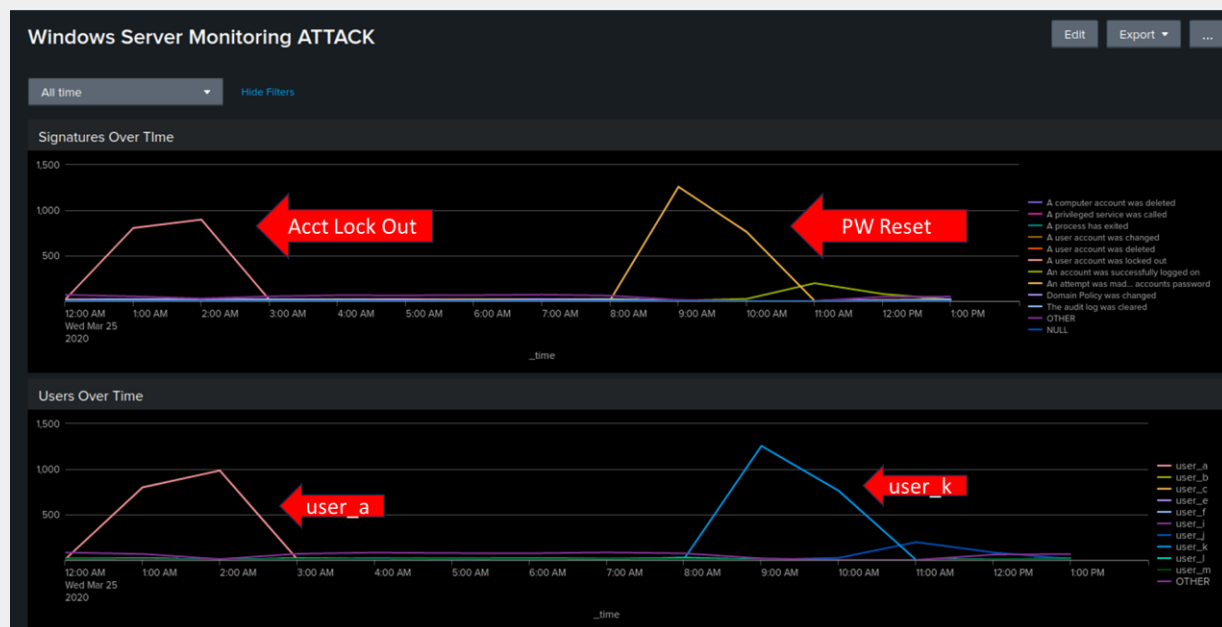 Windows Server Monitoring ATTACK
Edit
Export
...
All time
Hide Filters
Signatures Over TIme
1,500
1,000
500
Acct Lock Out
PW Reset
A computer account was deleted
A privileged service was called
A process has exited
A user account was changed
A user account was deleted
A user account was locked out
An account was successfully logged on
An attempt was mad... accounts password
Domain Policy was changed
The audit log was cleared
OTHER
NULL
12:00 AM 1:00 AM 2:00 AM 3:00 AM 4:00 AM 5:00 AM 6:00 AM 7:00 AM 8:00 AM 9:00 AM 10:00 AM 11:00 AM 12:00 PM 1:00 PM
Wed Mar 25
2020
_time
Users Over Time
1,500
1,000
500
user_a
user_k
user_a
user_b
user_c
user_e
user_f
user_i
user_j
user_k
user_l
user_m
OTHER
12:00 AM 1:00 AM 2:00 AM 3:00 AM 4:00 AM 5:00 AM 6:00 AM 7:00 AM 8:00 AM 9:00 AM 10:00 AM 11:00 AM 12:00 PM 1:00 PM
Wed Mar 25
2020
_time